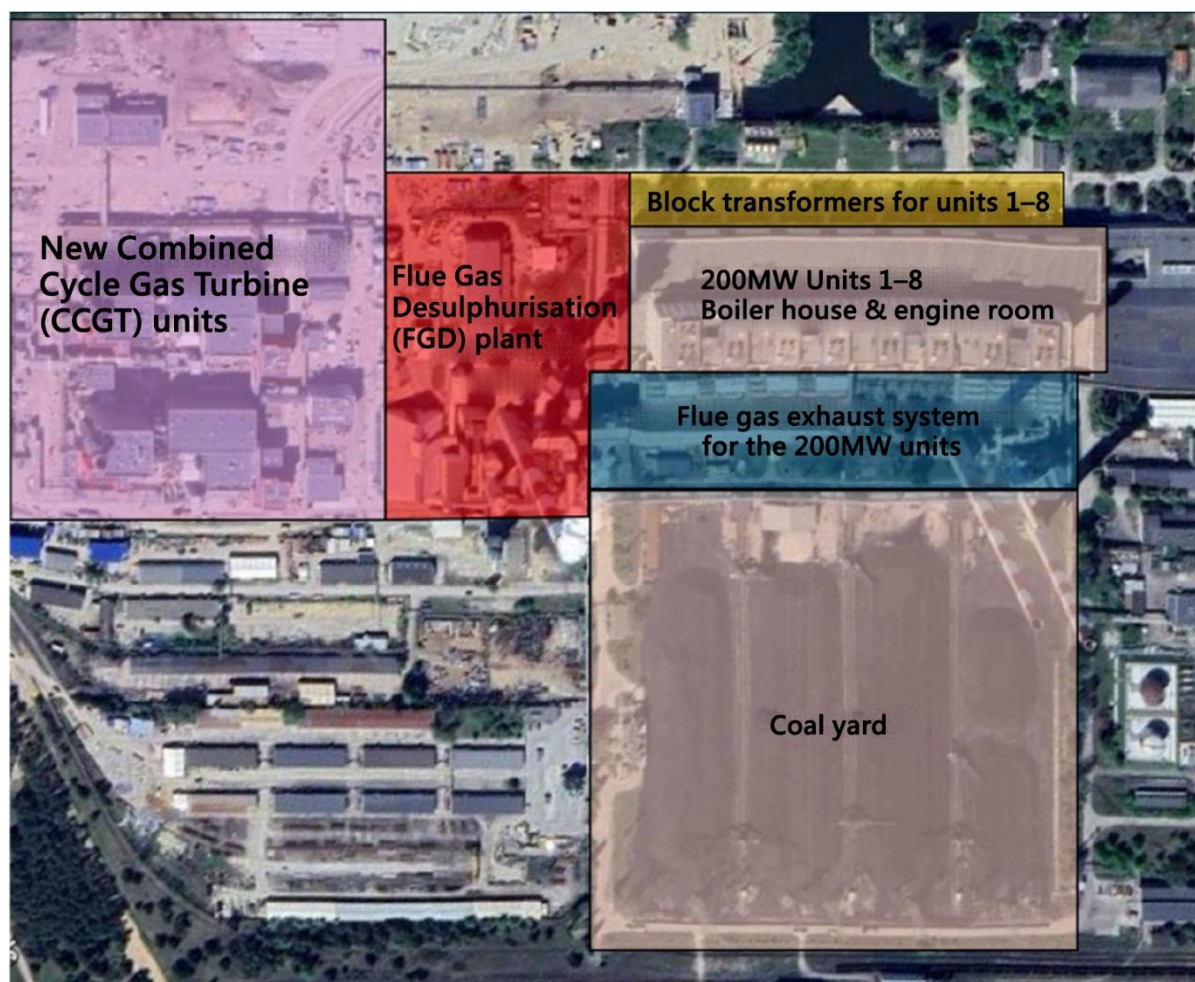 New Combined
Cycle Gas Turbine
(CCGT) units
Flue Gas
Desulphurisation
(FGD) plant
Block transformers for units 1–8
200MW Units 1–8
Boiler house & engine room
Flue gas exhaust system
for the 200MW units
Coal yard